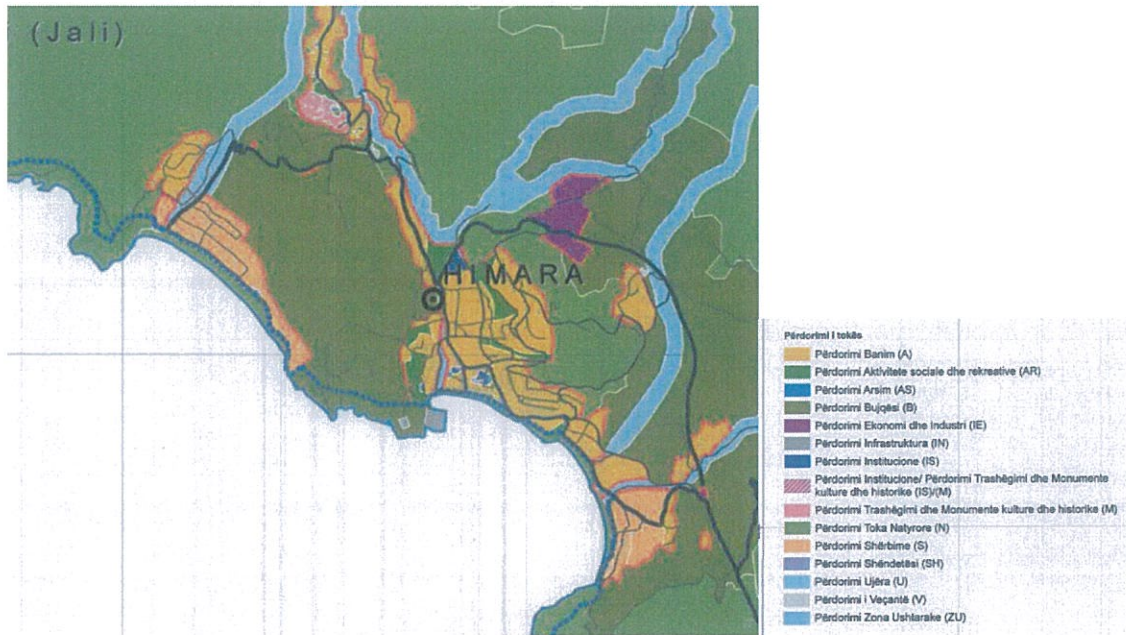 (Jali)
HIMARA
Përdorimi i tokës
Përdorimi Banim (A)
Përdorimi Aktivitete sociale dhe rekreative (AR)
Përdorimi Arsim (AS)
Përdorimi Bujqësi (B)
Përdorimi Ekonomi dhe Industri (IE)
Përdorimi Infrastruktura (IN)
Përdorimi Institucione (IS)
Përdorimi Institucione/ Përdorimi Trashëgimi dhe Monumente
kulture dhe historike (IS)/(M)
Përdorimi Trashëgimi dhe Monumente kulture dhe historike (M)
Përdorimi Toka Natyrore (N)
Përdorimi Shërbime (S)
Përdorimi Shëndetësi (SH)
Përdorimi Ujëra (U)
Përdorimi i Veçantë (V)
Përdorimi Zona Ushtarake (ZU)